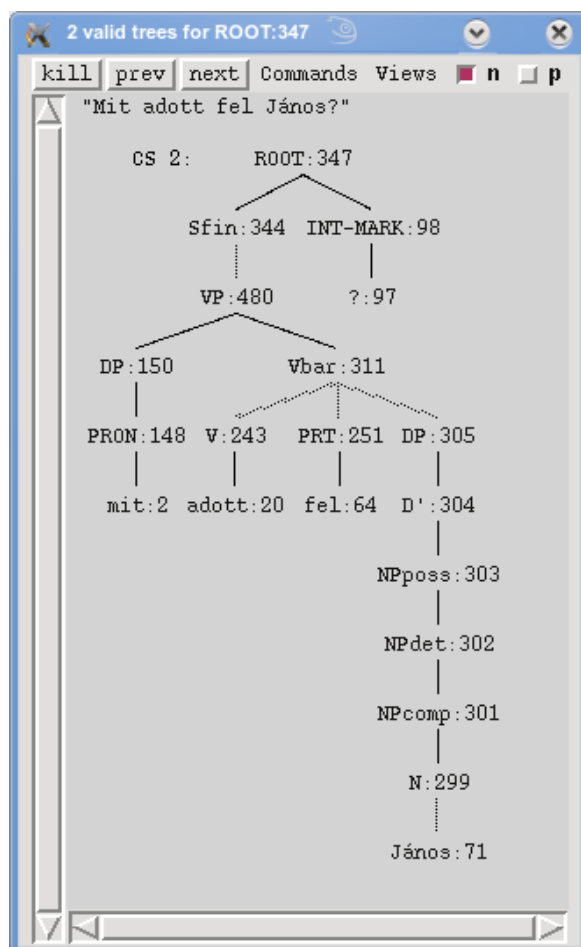 2 valid trees for ROOT:347
kill prev next Commands Views n p
"Mit adott fel János?"
CS 2: ROOT:347
Sfin:344 INT-MARK:98
VP:480 ?:97
DP:150 Vbar:311
PRON:148 V:243 PRT:251 DP:305
mit:2 adott:20 fel:64 D':304
NPposs:303
NPdet:302
NPcomp:301
N:299
János:71